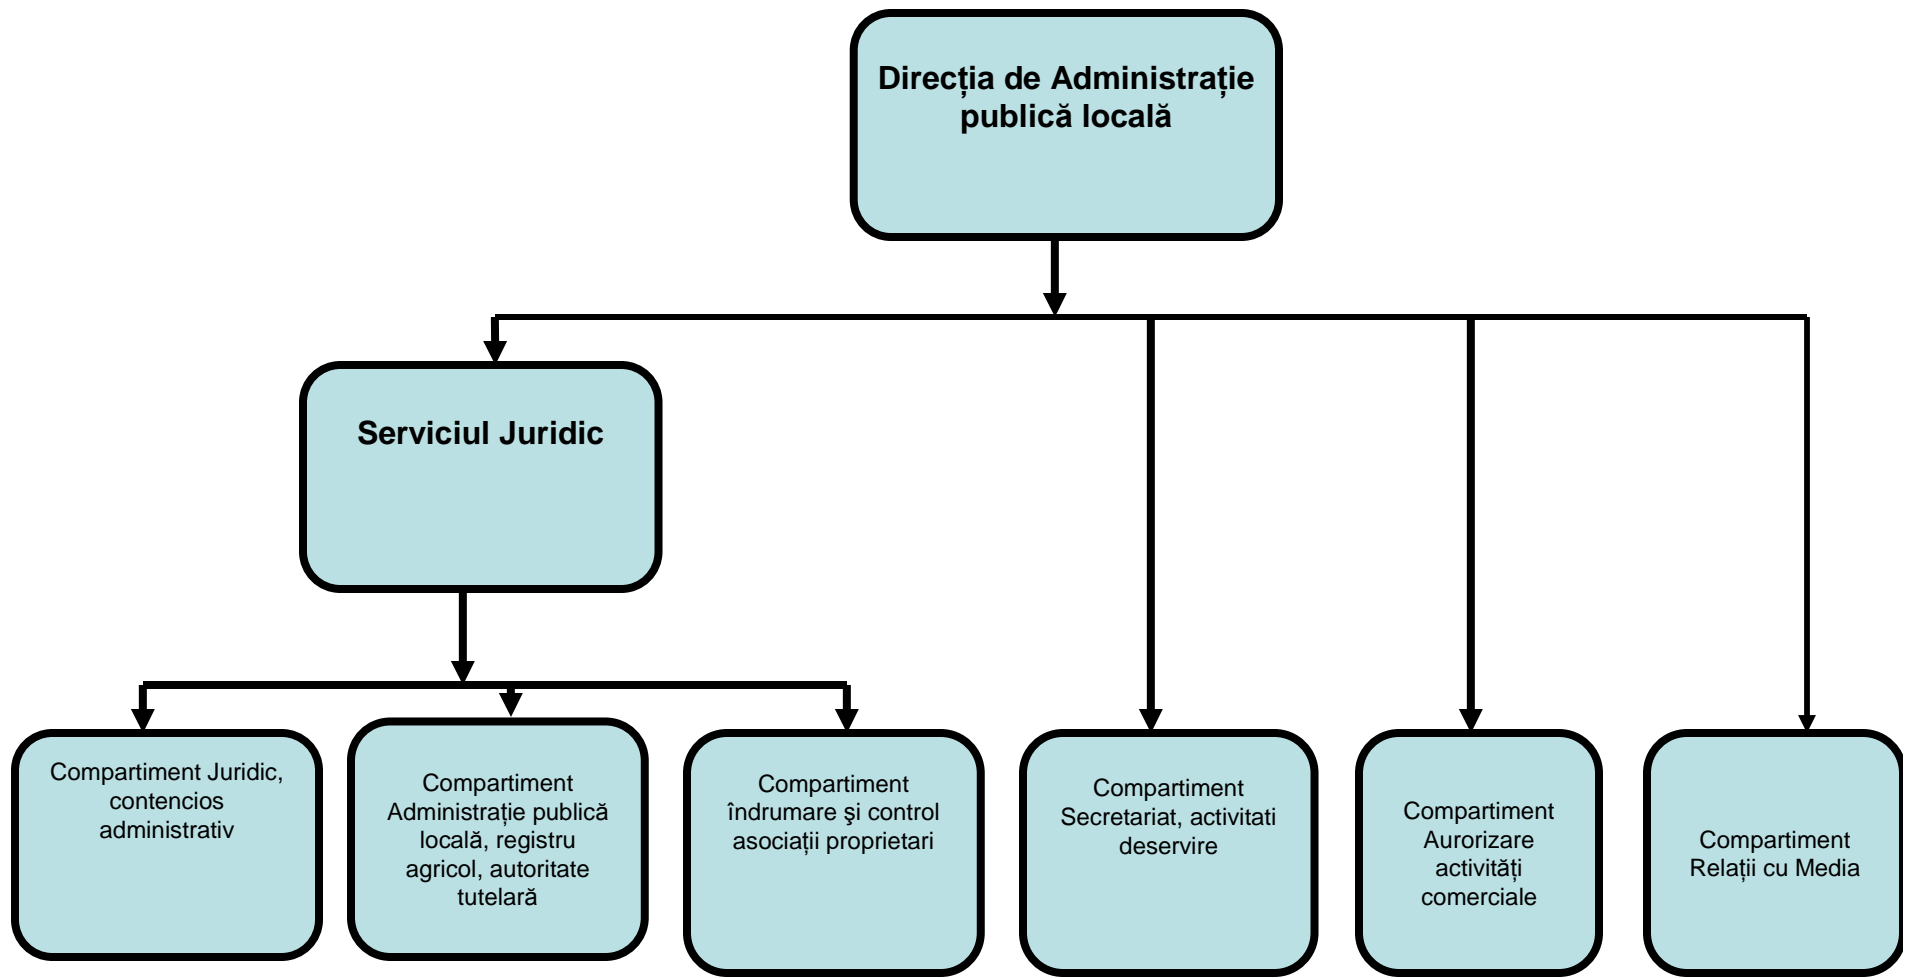 Direcția de Administrație
publică locală
Serviciul Juridic
Compartiment Juridic,
contencios
administrativ
Compartiment
Administrație publică
locală, registru
agricol, autoritate
tutelară
Compartiment
îndrumare şi control
asociații proprietari
Compartiment
Secretariat, activitati
deservire
Compartiment
Aurorizare
activități
comerciale
Compartiment
Relații cu Media